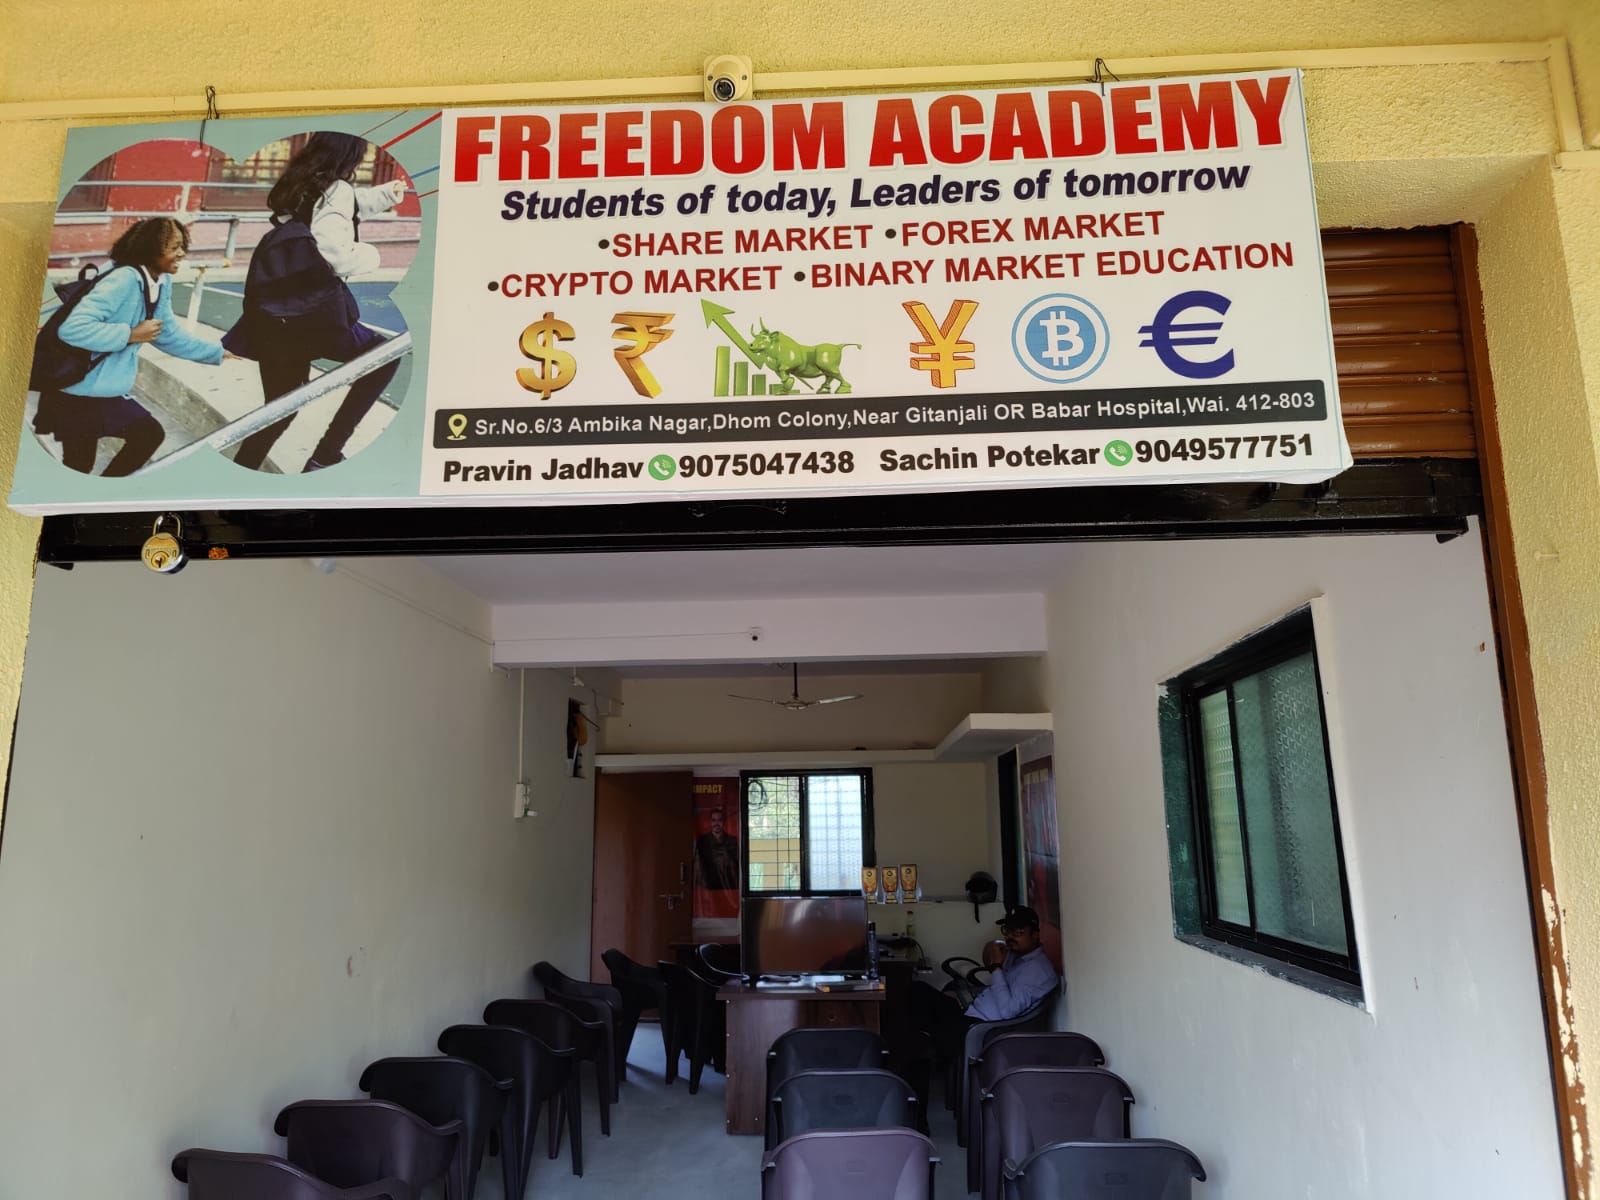 FREEDOM ACADEMY
Students of today, Leaders of tomorrow
•SHARE MARKET •FOREX MARKET
•CRYPTO MARKET •BINARY MARKET EDUCATION
Sr.No.6/3 Ambika Nagar,Dhom Colony,Near Gitanjali OR Babar Hospital,Wai. 412-803
Pravin Jadhav 9075047438 Sachin Potekar 9049577751
IMPACT